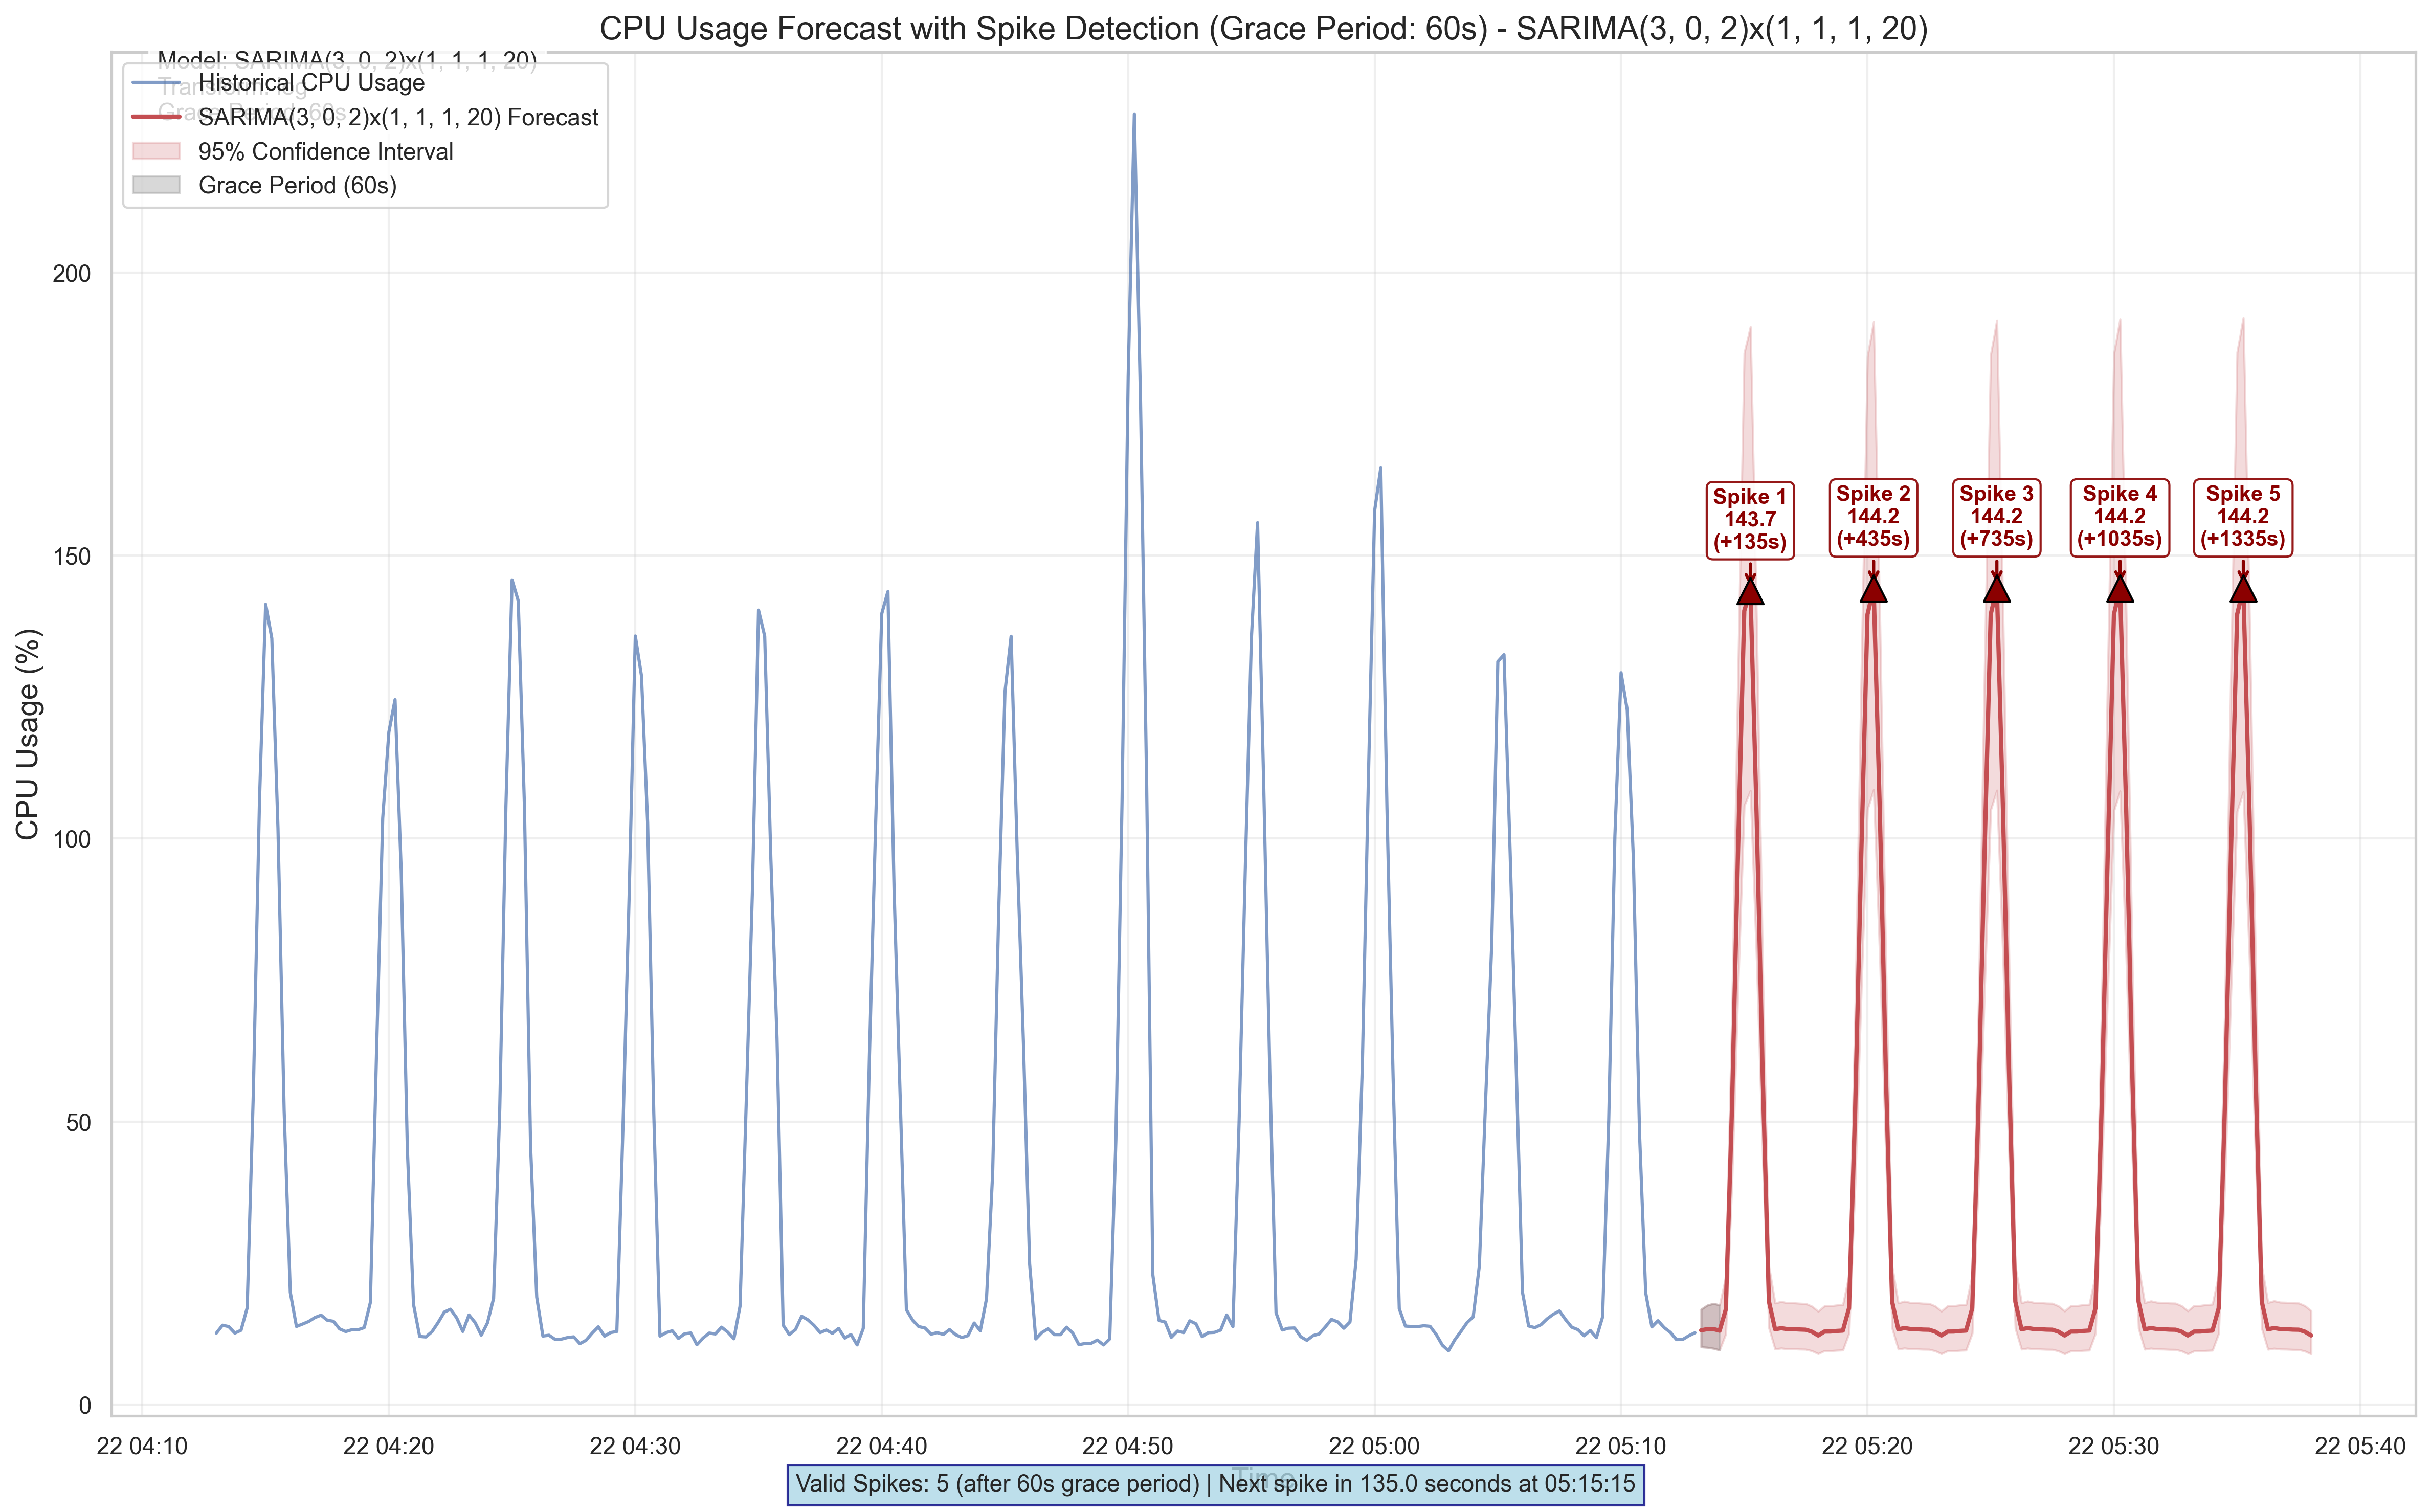 CPU Usage Forecast with Spike Detection (Grace Period: 60s) - SARIMA(3, 0, 2)x(1, 1, 1, 20)
Model: SARIMA(3, 0, 2)x(1, 1, 1, 20)
Transform: log
Grace Period: 60s
Historical CPU Usage
SARIMA(3, 0, 2)x(1, 1, 1, 20) Forecast
95% Confidence Interval
Grace Period (60s)
CPU Usage (%)
200
150
100
50
0
Spike 1
143.7
(+135s)
Spike 2
144.2
(+435s)
Spike 3
144.2
(+735s)
Spike 4
144.2
(+1035s)
Spike 5
144.2
(+1335s)
22 04:10
22 04:20
22 04:30
22 04:40
22 04:50
22 05:00
22 05:10
22 05:20
22 05:30
22 05:40
Time
Valid Spikes: 5 (after 60s grace period) | Next spike in 135.0 seconds at 05:15:15